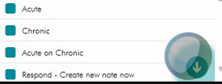 Acute
Chronic
Acute on Chronic
Respond - Create new note now